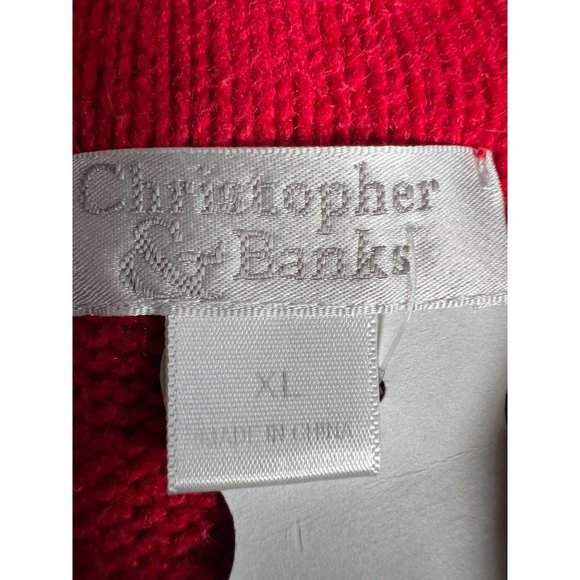 Christopher
& Banks
XL
MADE IN CHINA